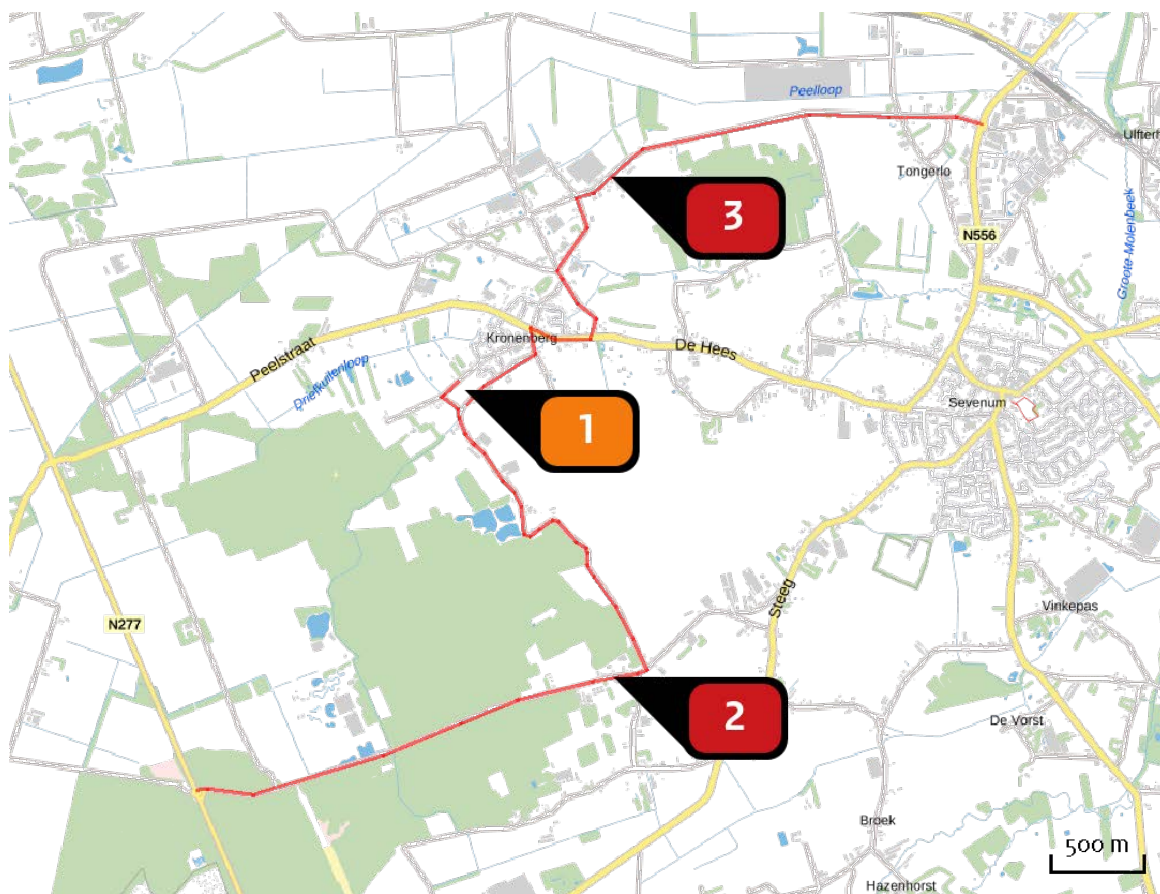 Peelloop
Ulfterh
Tongerlo
3
Groote Molenbeek
N556
Kronenberg
De Hees
Peelstraat
Driefkuilenloop
Sevenum
1
Steeg
Vinkepas
N277
2
De Vorst
Broek
500 m
Hazenhorst